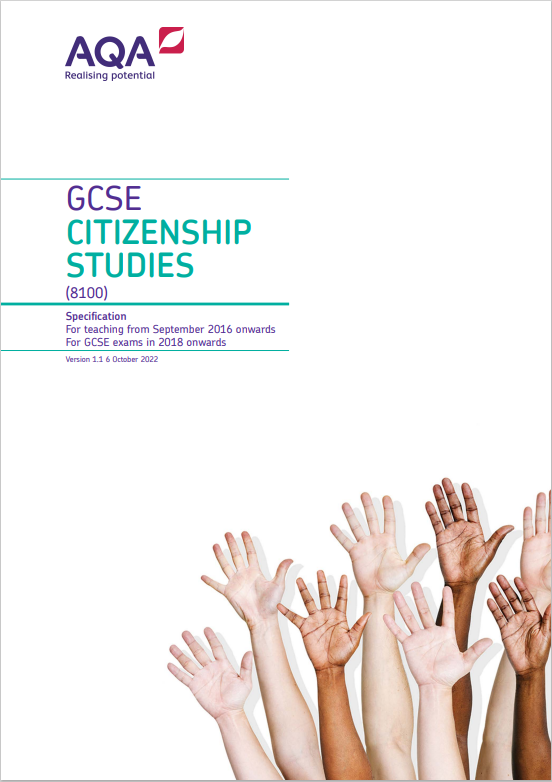 AQA
Realising potential
GCSE
CITIZENSHIP
STUDIES
(8100)
Specification
For teaching from September 2016 onwards
For GCSE exams in 2018 onwards
Version 1.1 6 October 2022